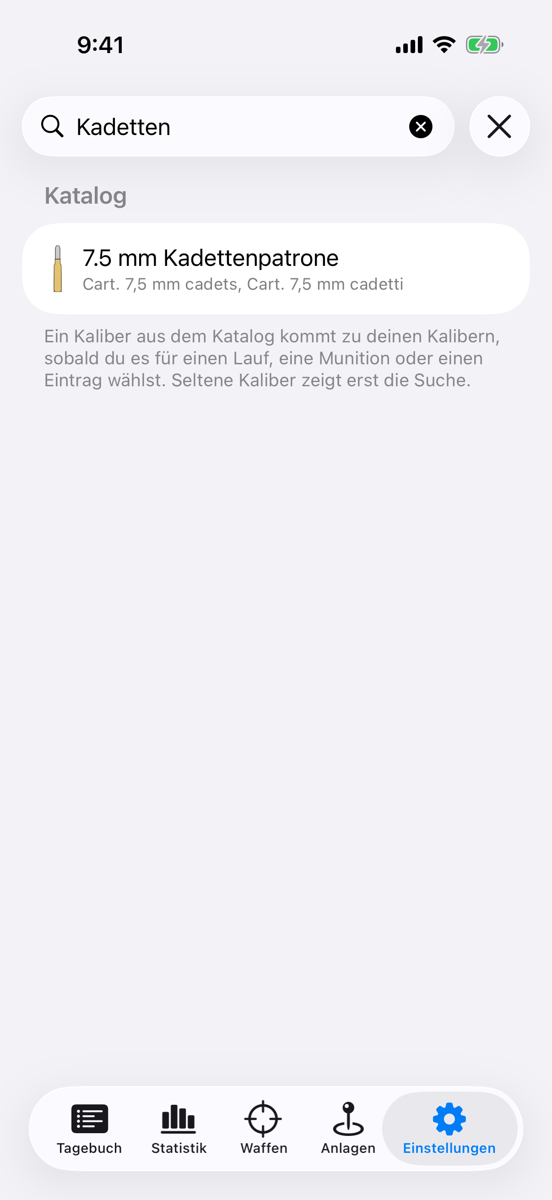 9:41
Kadetten
Katalog
7.5 mm Kadettenpatrone
Cart. 7,5 mm cadets, Cart. 7,5 mm cadetti
Ein Kaliber aus dem Katalog kommt zu deinen Kalibern,
sobald du es für einen Lauf, eine Munition oder einen
Eintrag wählst. Seltene Kaliber zeigt erst die Suche.
Tagebuch
Statistik
Waffen
Anlagen
Einstellungen